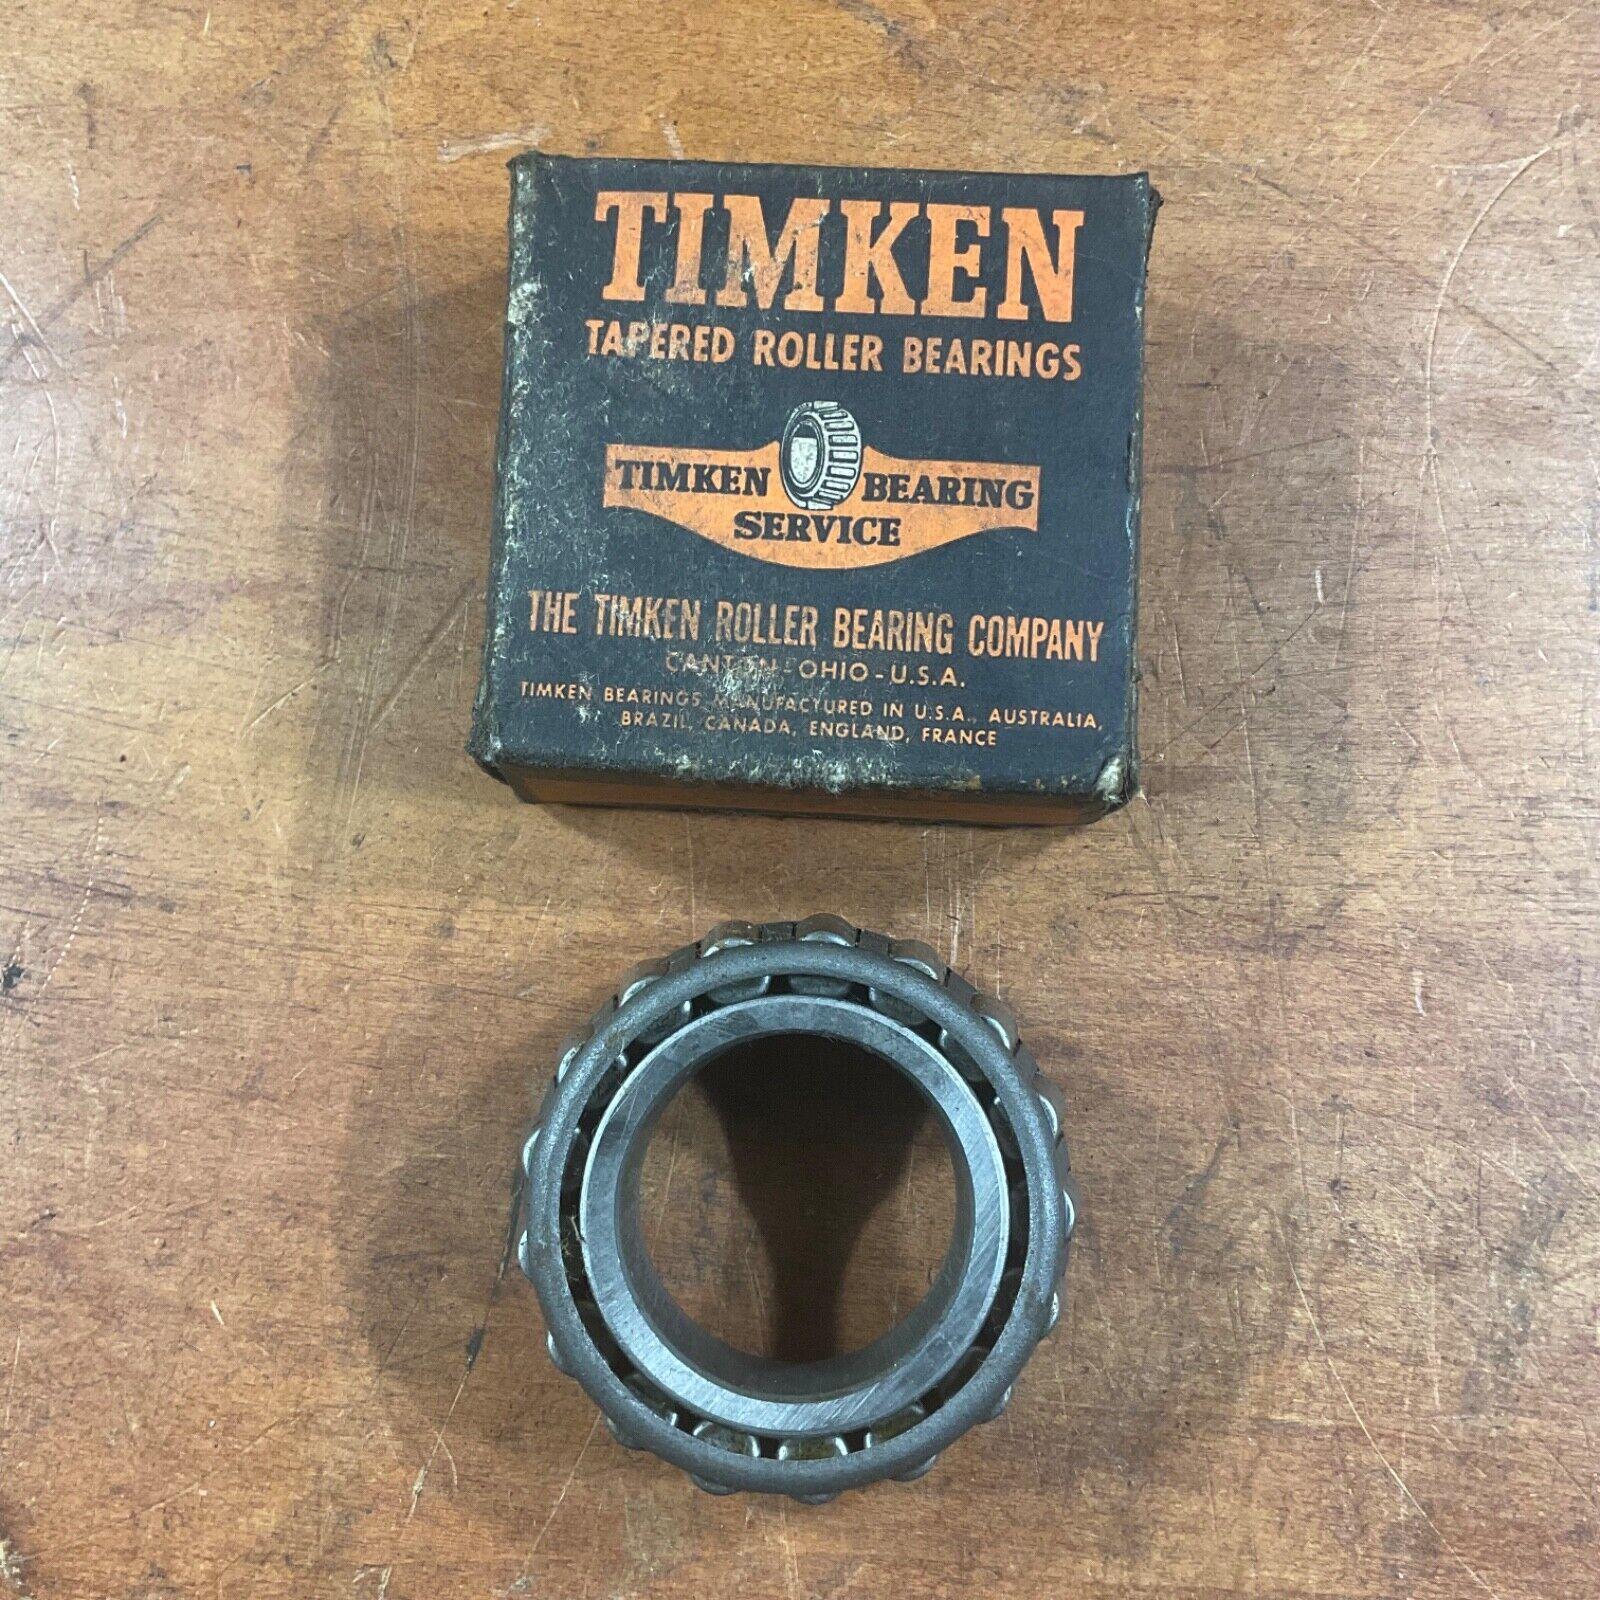 TIMKEN
TAPERED ROLLER BEARINGS
TIMKEN BEARING
SERVICE
THE TIMKEN ROLLER BEARING COMPANY
CANTON-OHIO-U.S.A.
TIMKEN BEARINGS MANUFACTURED IN U.S.A., AUSTRALIA,
BRAZIL, CANADA, ENGLAND, FRANCE